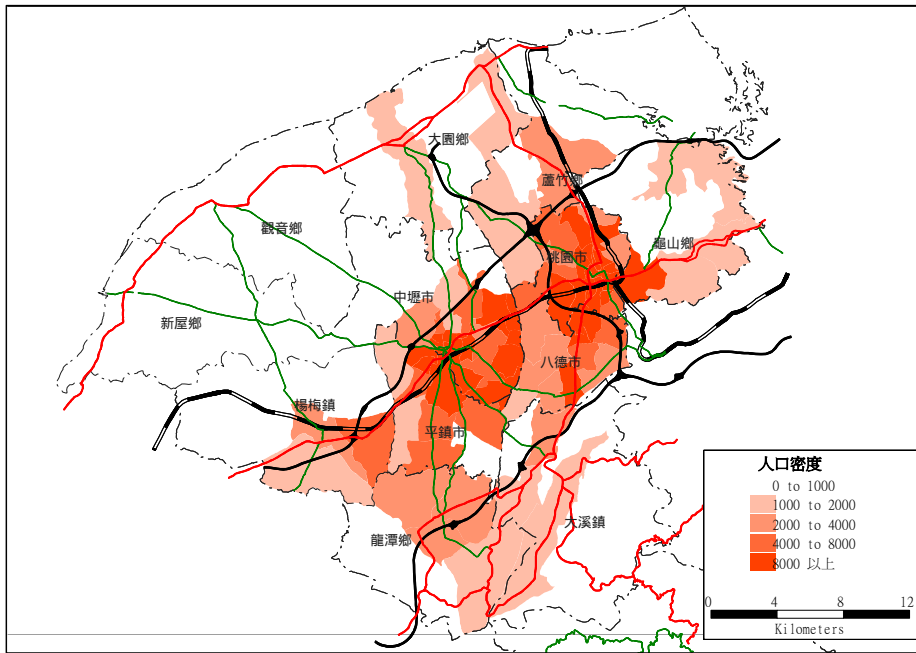 大園鄉
蘆竹鄉
觀音鄉
桃園市
龜山鄉
中壢市
新屋鄉
八德市
楊梅鎮
平鎮市
大溪鎮
龍潭鄉
人口密度
0 to 1000
1000 to 2000
2000 to 4000
4000 to 8000
8000 以上
0 4 8 12
Kilometers